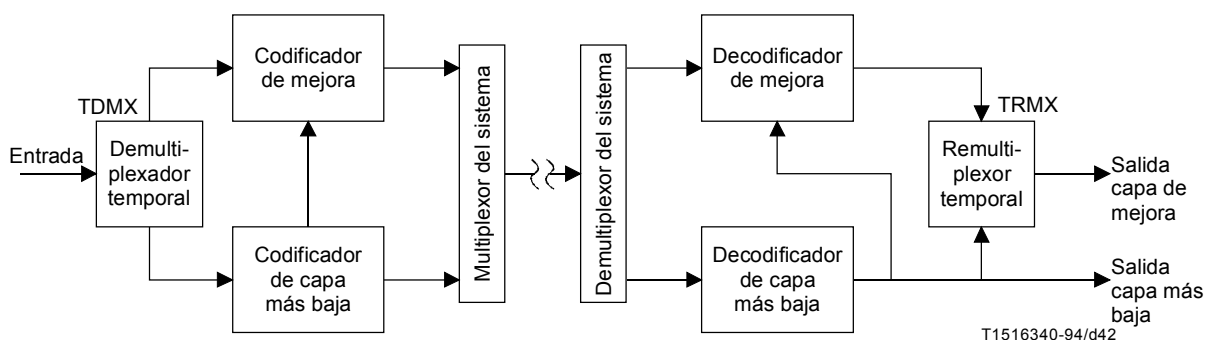 Codificador
de mejora
Decodificador
de mejora
TDMX
TRMX
Entrada
Demulti-
plexador
temporal
Multiplexor del sistema
Demultiplexor del sistema
Remulti-
plexor
temporal
Salida
capa de
mejora
Codificador
de capa
más baja
Decodificador
de capa
más baja
Salida
capa más
baja
T1516340-94/d42